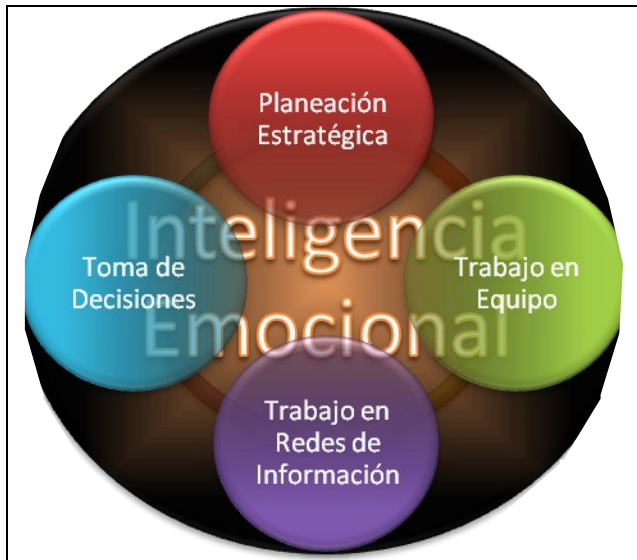 Planeación
Estratégica
Inteligencia
Emocional
Toma de
Decisiones
Trabajo en
Equipo
Trabajo en
Redes de
Información